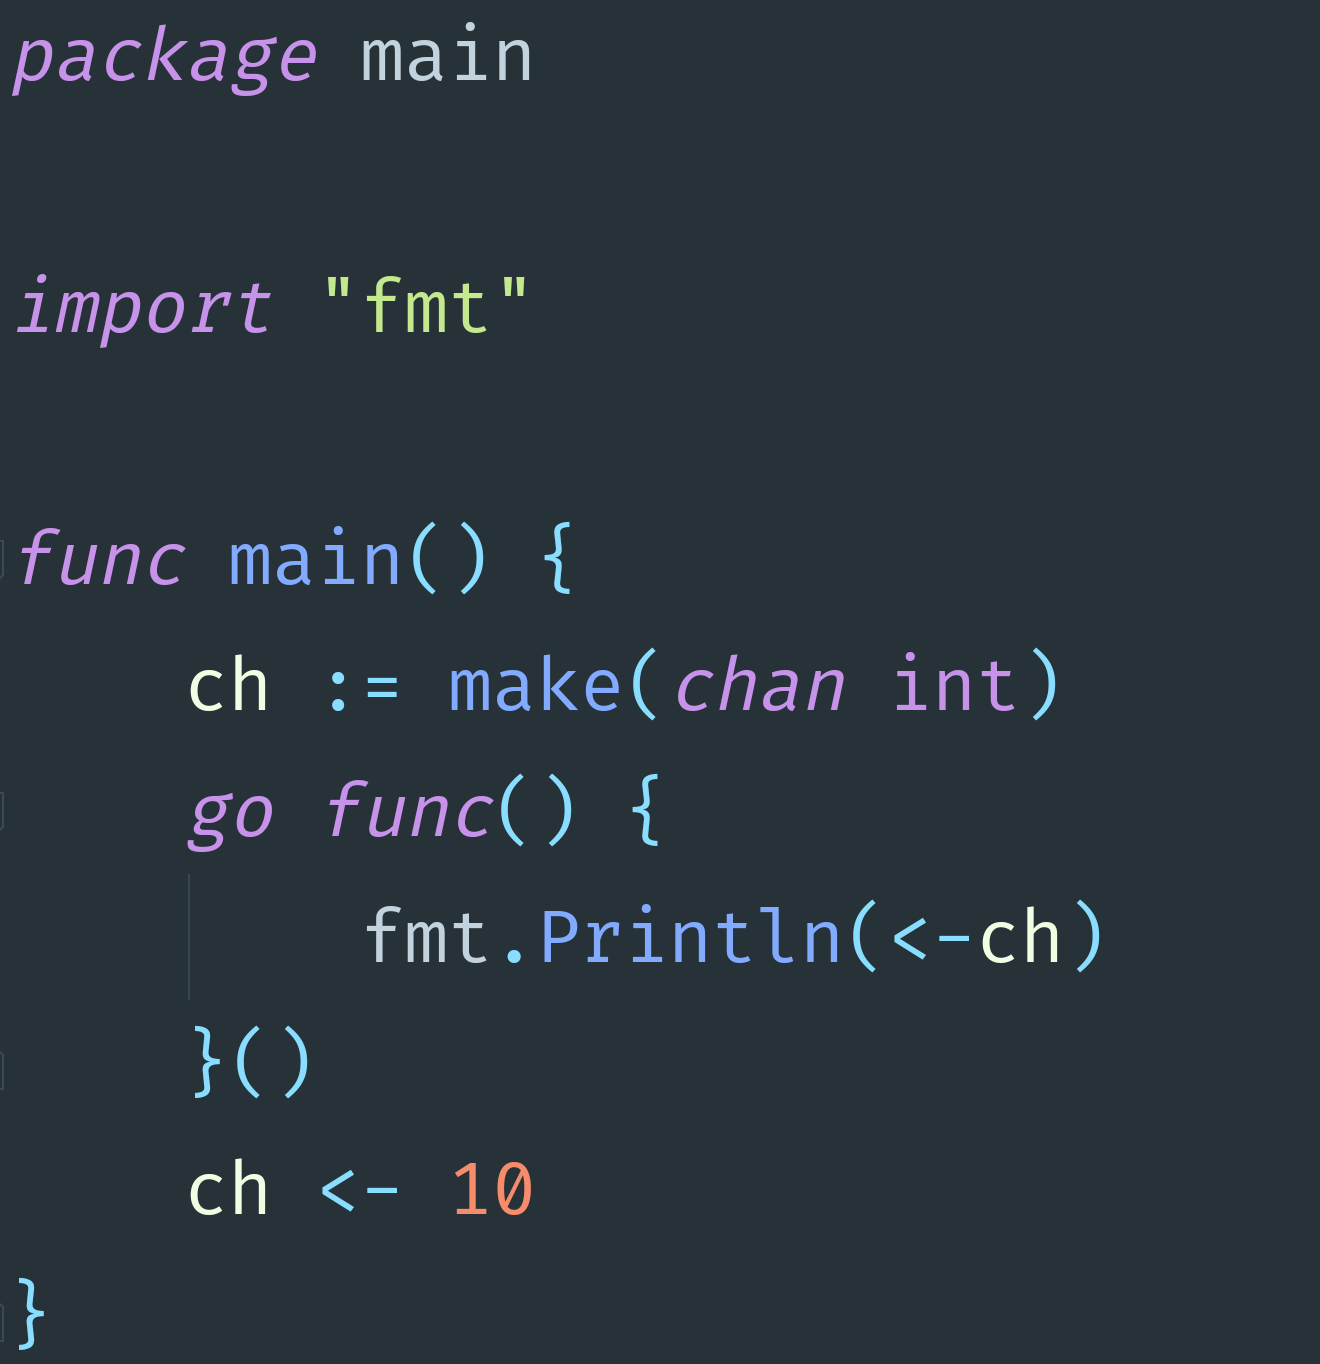 package main
import "fmt"
func main() {
    ch := make(chan int)
    go func() {
        fmt.Println(<-ch)
    }()
    ch <- 10
}